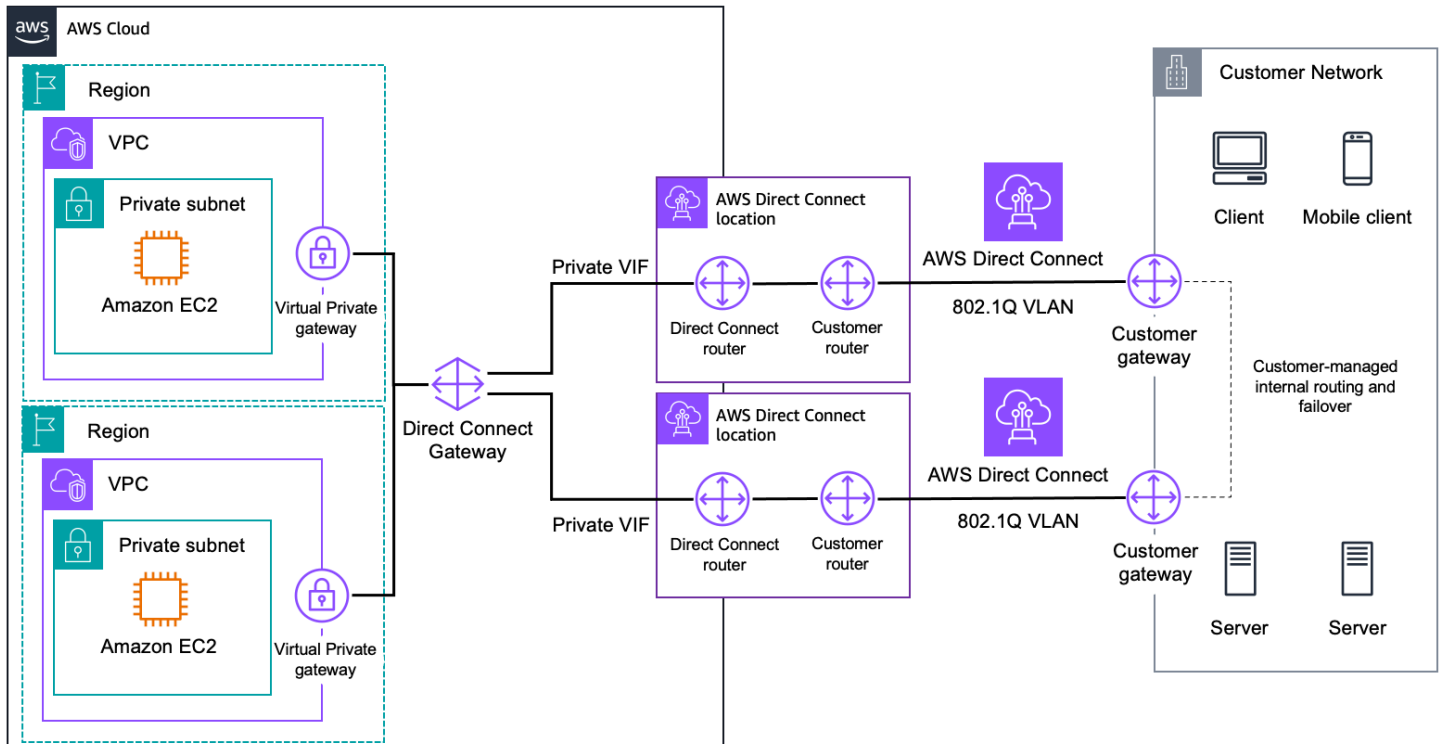 aws
AWS Cloud
Region
VPC
Private subnet
Amazon EC2
Virtual Private
gateway
Region
VPC
Private subnet
Amazon EC2
Virtual Private
gateway
Direct Connect
Gateway
Private VIF
Private VIF
AWS Direct Connect
location
Direct Connect
router
Customer
router
AWS Direct Connect
location
Direct Connect
router
Customer
router
AWS Direct Connect
802.1Q VLAN
AWS Direct Connect
802.1Q VLAN
Customer
gateway
Customer
gateway
Customer Network
Client
Mobile client
Customer-managed
internal routing and
failover
Server
Server